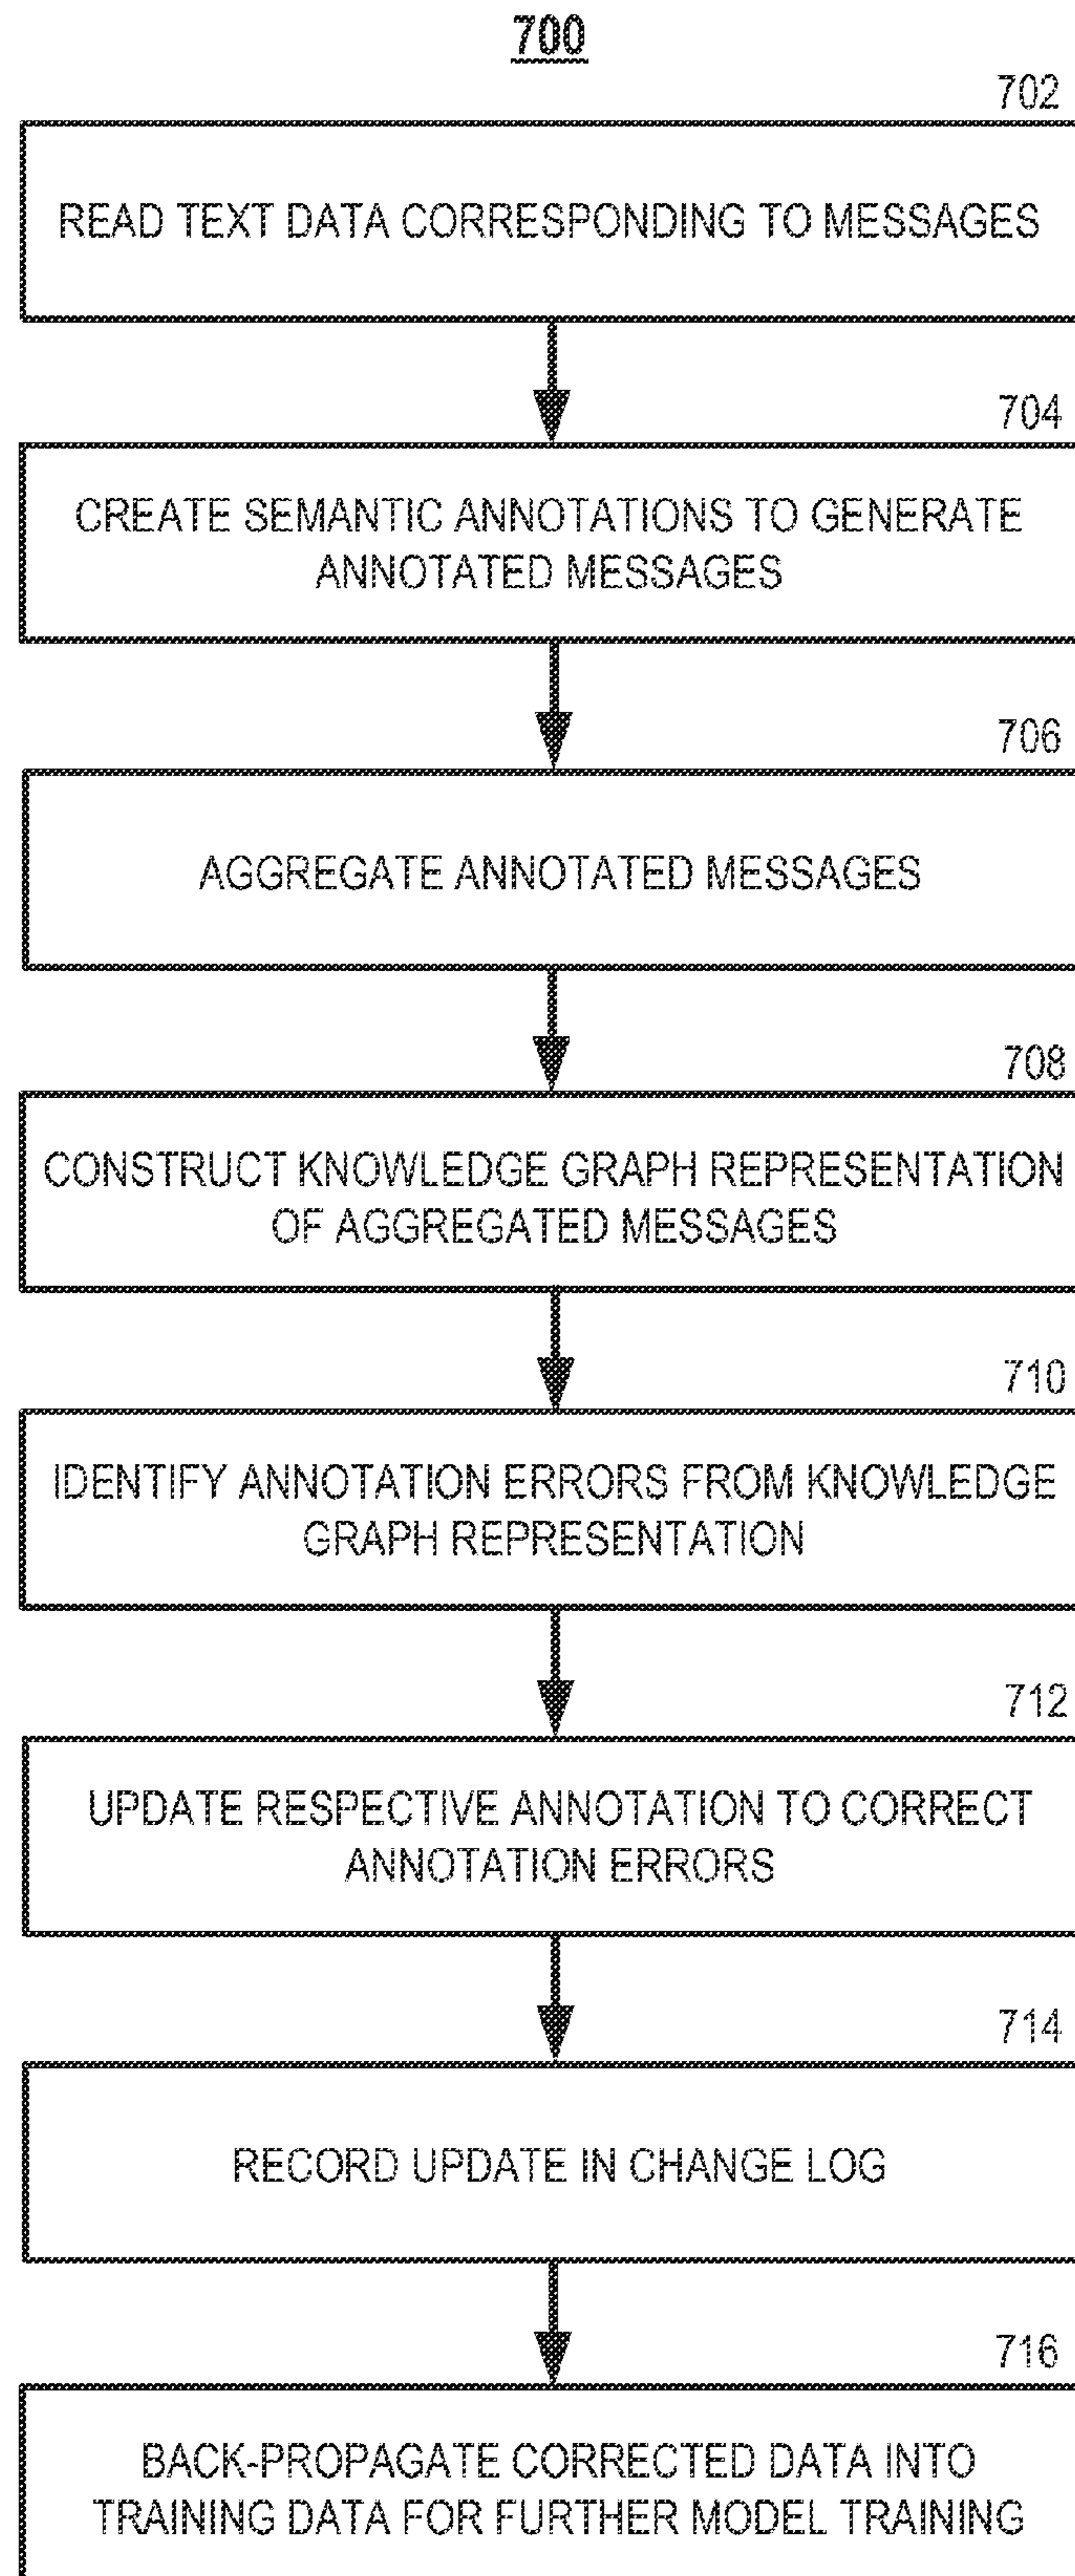 700
702
READ TEXT DATA CORRESPONDING TO MESSAGES
704
CREATE SEMANTIC ANNOTATIONS TO GENERATE
ANNOTATED MESSAGES
706
AGGREGATE ANNOTATED MESSAGES
708
CONSTRUCT KNOWLEDGE GRAPH REPRESENTATION
OF AGGREGATED MESSAGES
710
IDENTIFY ANNOTATION ERRORS FROM KNOWLEDGE
GRAPH REPRESENTATION
712
UPDATE RESPECTIVE ANNOTATION TO CORRECT
ANNOTATION ERRORS
714
RECORD UPDATE IN CHANGE LOG
716
BACK-PROPAGATE CORRECTED DATA INTO
TRAINING DATA FOR FURTHER MODEL TRAINING